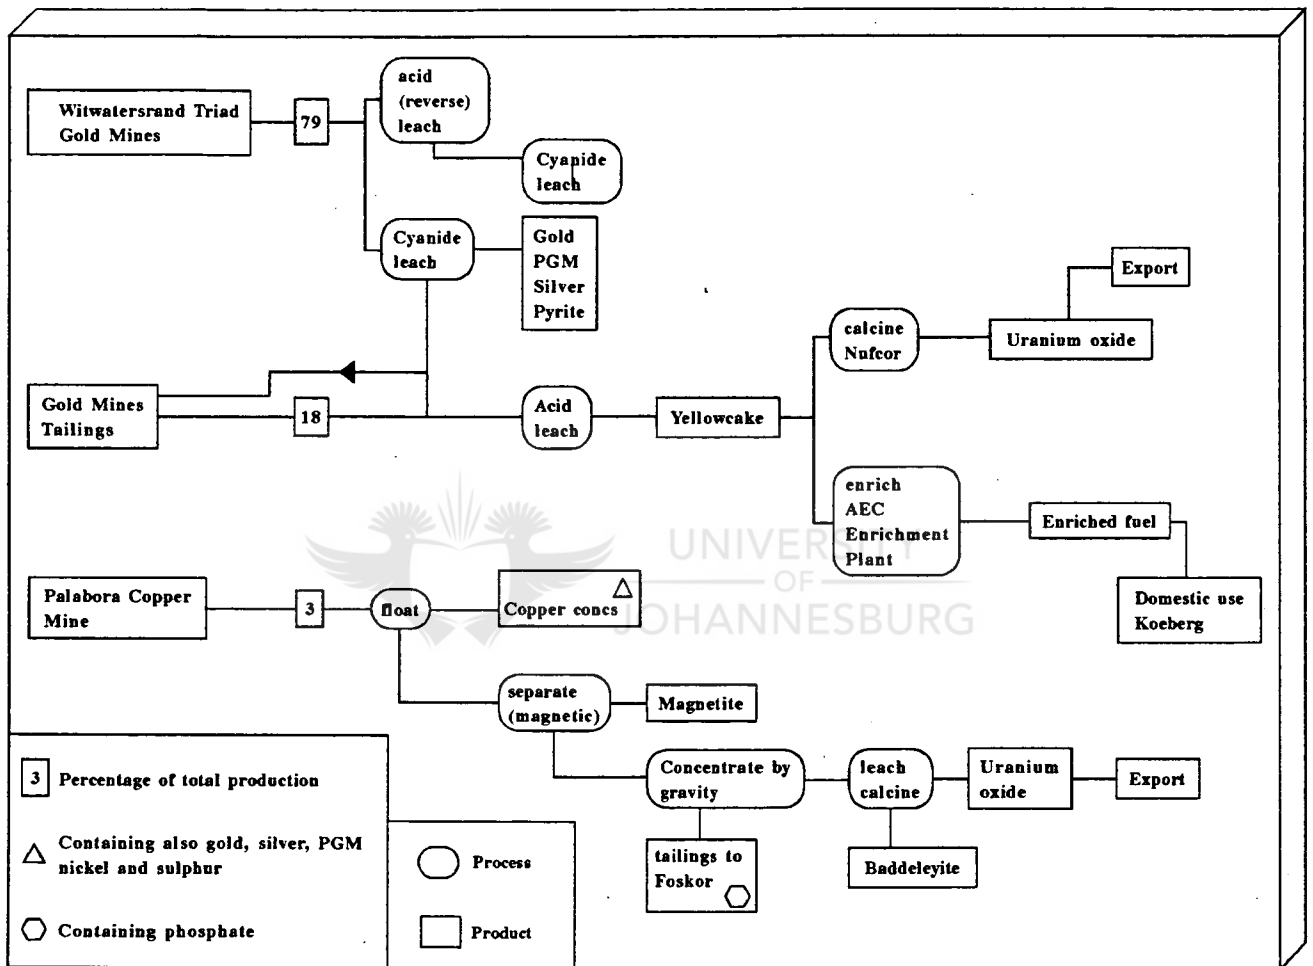 Witwatersrand Triad
Gold Mines
79
acid
(reverse)
leach
Cyanide
leach
Cyanide
leach
Gold
PGM
Silver
Pyrite
Gold Mines
Tailings
18
Acid
leach
Yellowcake
calcine
Nufcor
Uranium oxide
Export
enrich
AEC
Enrichment
Plant
Enriched fuel
Domestic use
Koeberg
UNIVERSITY
OF
JOHANNESBURG
Palabora Copper
Mine
3
float
Copper concs
separate
(magnetic)
Magnetite
Concentrate by
gravity
leach
calcine
Uranium
oxide
Export
tailings to
Foskor
Baddeleyite
3 Percentage of total production
Containing also gold, silver, PGM
nickel and sulphur
Containing phosphate
Process
Product